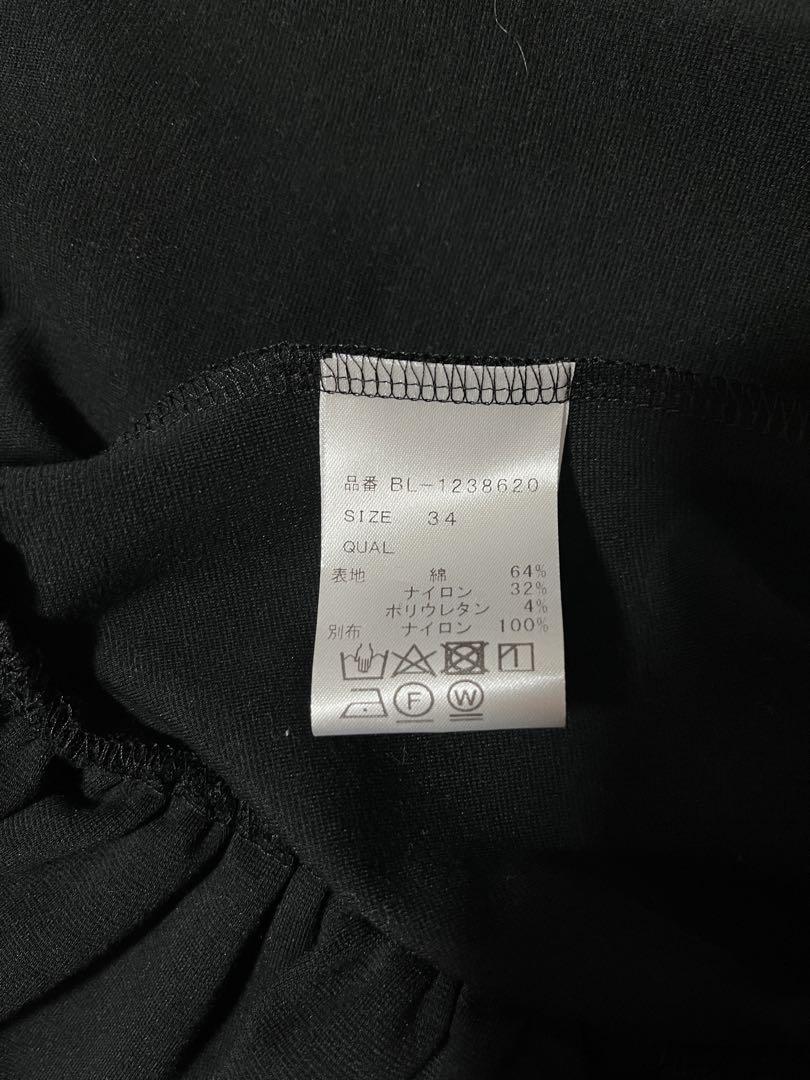 品番 BL-1238620
SIZE 34
QUAL
表地 綿 64%
ナイロン 32%
ポリウレタン 4%
別布 ナイロン 100%
F W